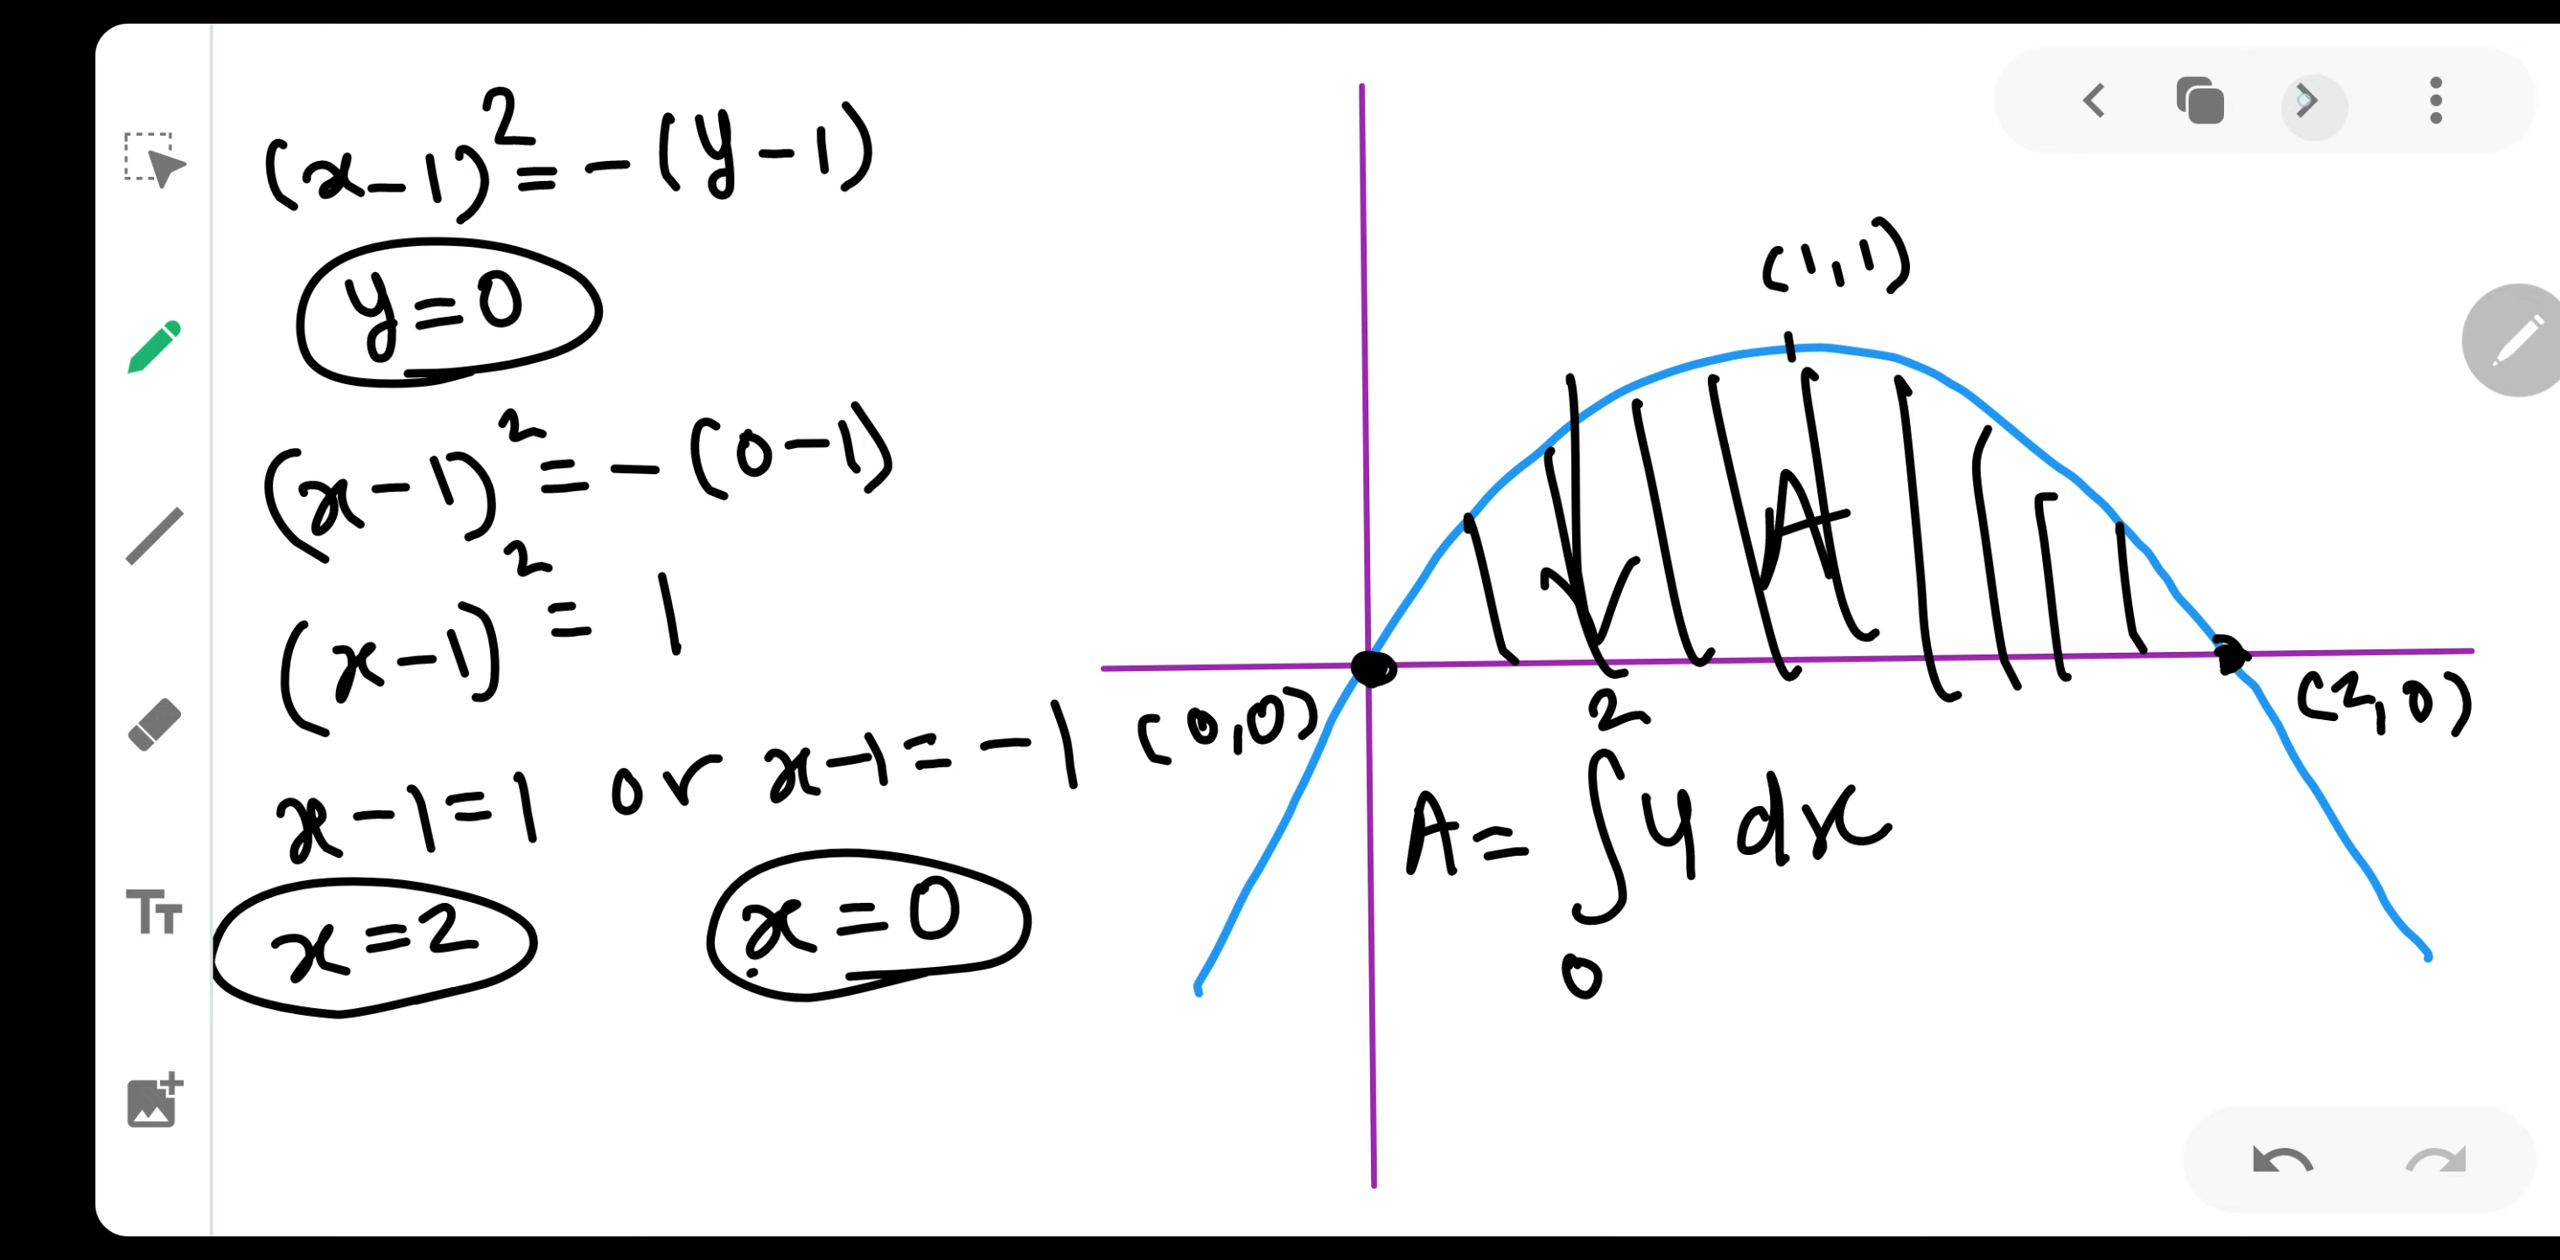 (x-1)² = -(y-1)
y=0
(x-1)² = -(0-1)
(x-1)² = 1
x-1=1 or x-1=-1
x=2 x=0
(1,1)
A
(0,0) (2,0)
A = ∫₀² y dx
Tт